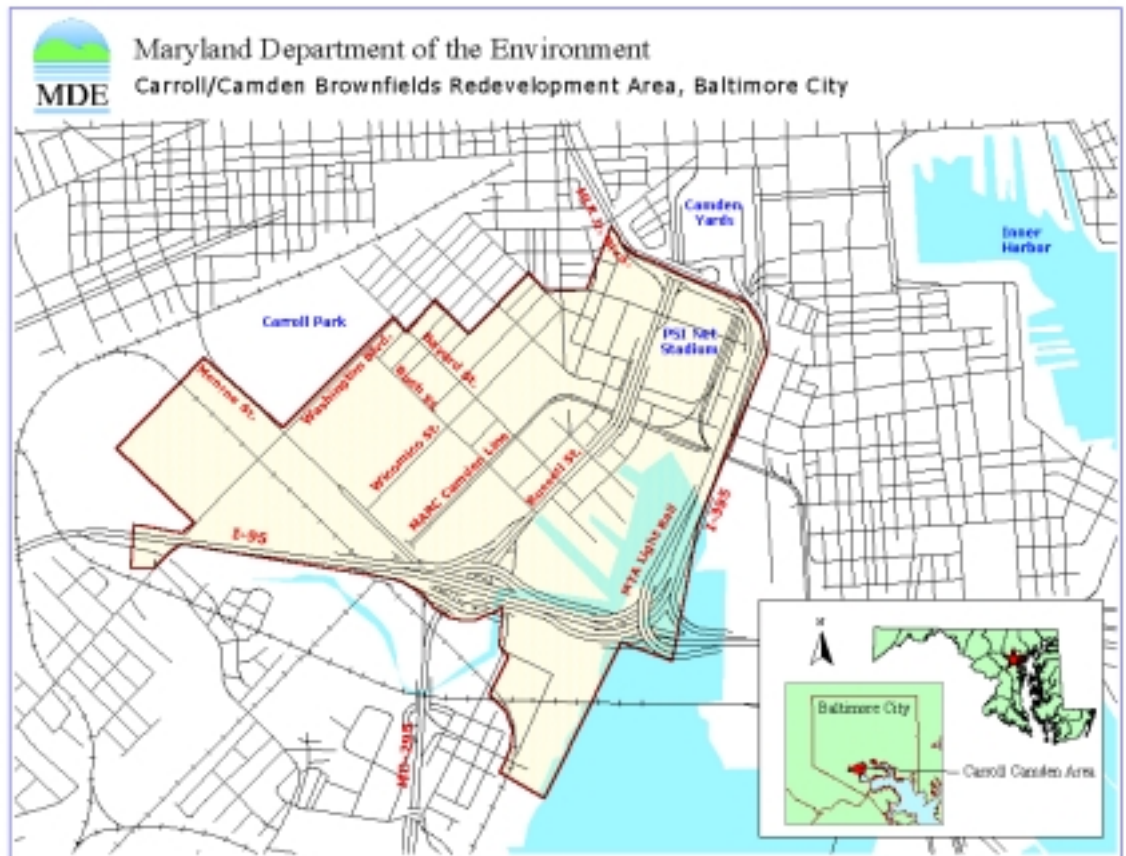 Maryland Department of the Environment
MDE
Carroll/Camden Brownfields Redevelopment Area, Baltimore City
MLK Jr. Blvd.
Camden
Yards
Inner
Harbor
Carroll Park
PSI Net
Stadium
Monroe St.
Washington Blvd.
Bayard St.
Bush St.
Wicomico St.
MARC Camden Line
Russell St.
I-95
MTA Light Rail
I-395
MD-295
N
Baltimore City
Carroll Camden Area